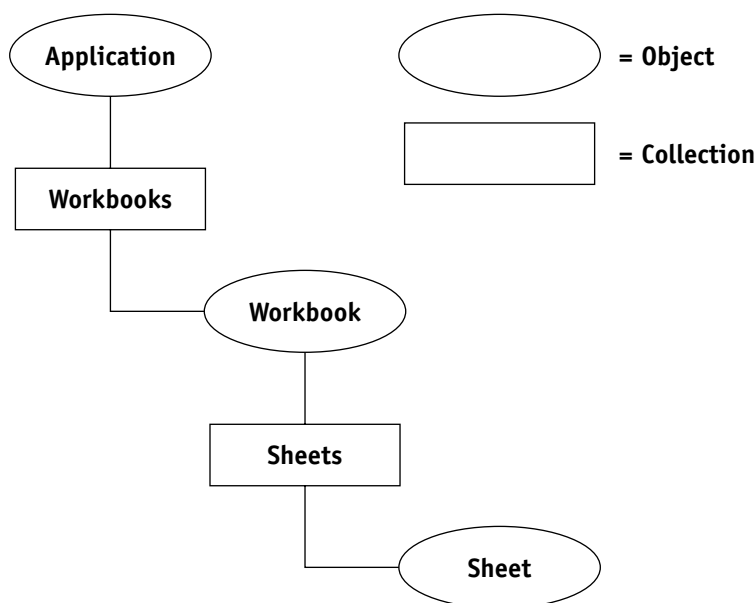 Application
= Object
= Collection
Workbooks
Workbook
Sheets
Sheet